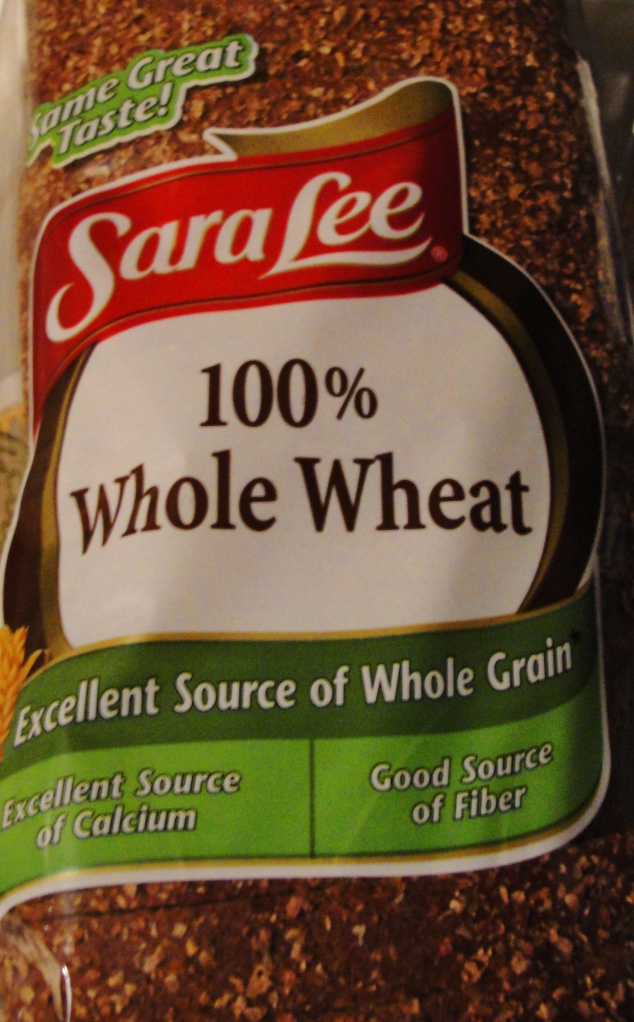 Same Great
Taste!
Sara Lee®
100%
Whole Wheat
Excellent Source of Whole Grain*
Excellent Source
of Calcium
Good Source
of Fiber